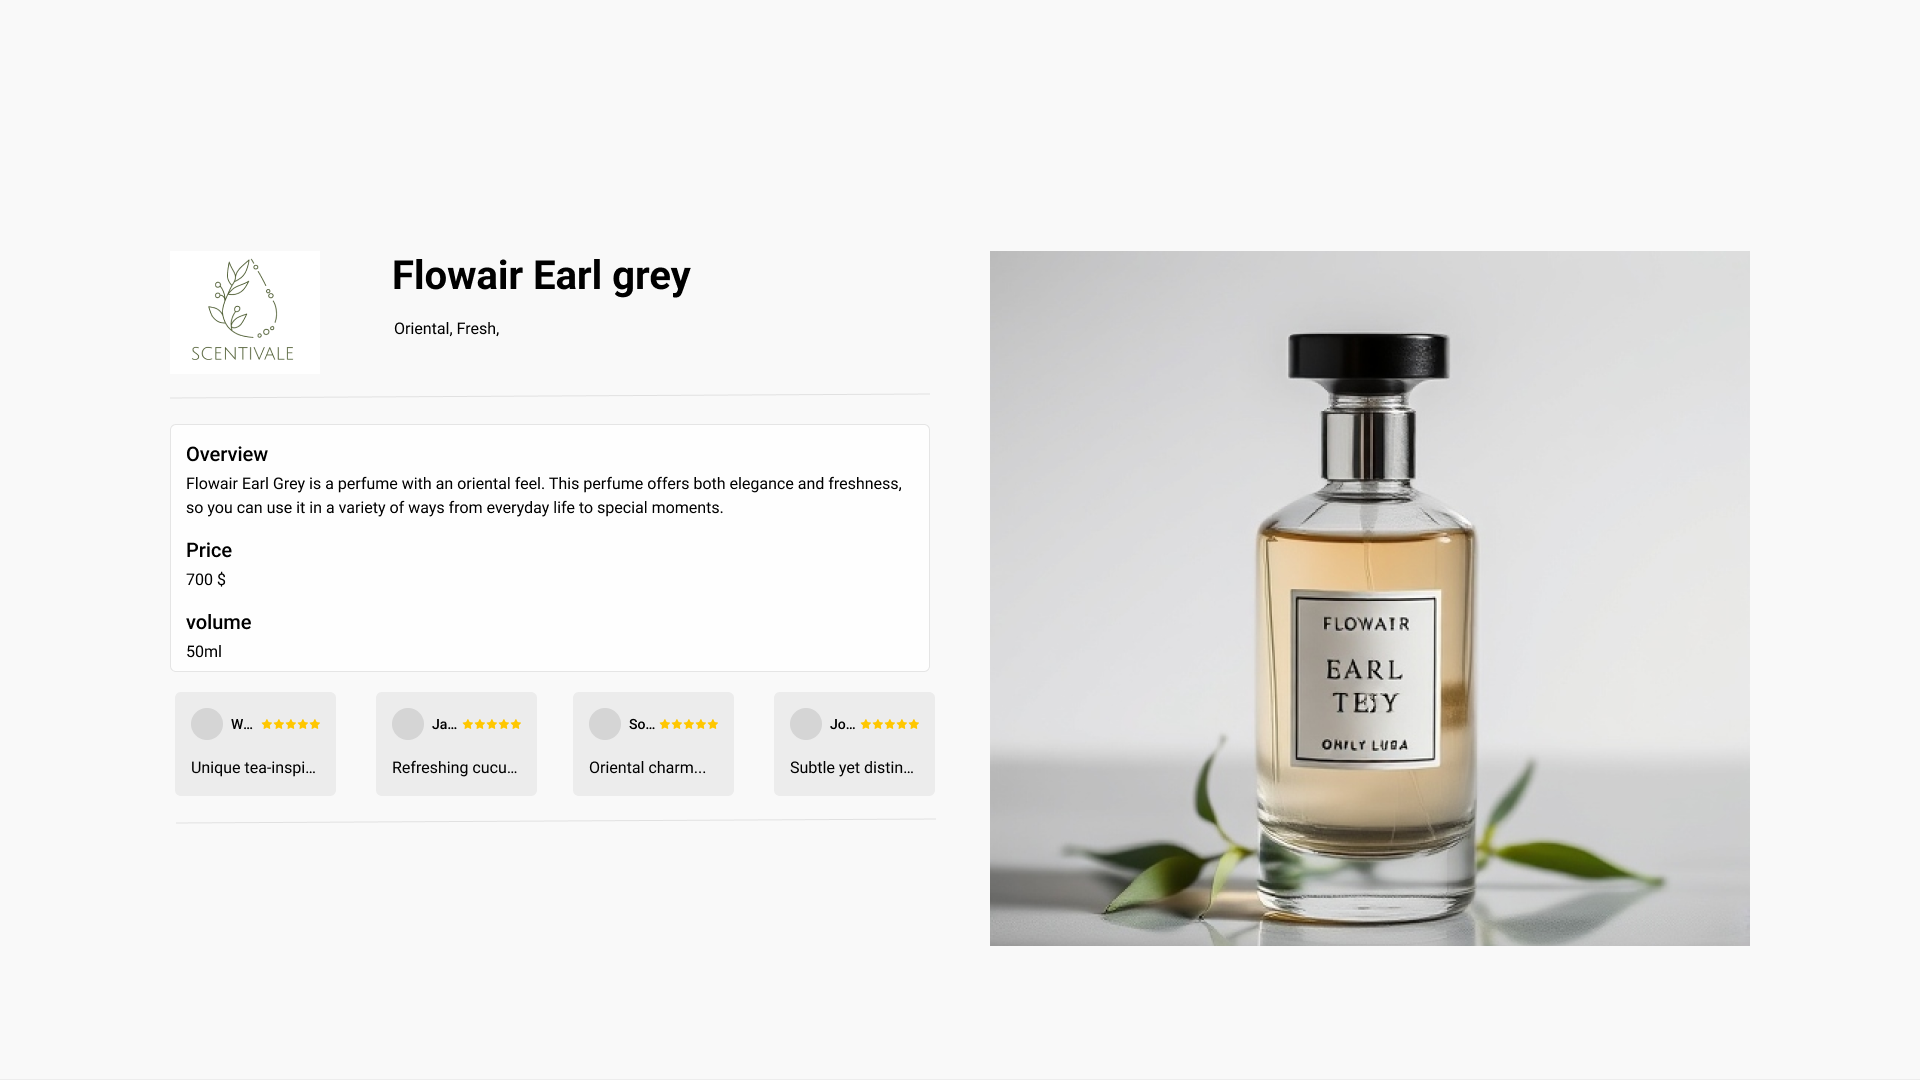 SCENTIVALE
Flowair Earl grey
Oriental, Fresh,
Overview
Flowair Earl Grey is a perfume with an oriental feel. This perfume offers both elegance and freshness,
so you can use it in a variety of ways from everyday life to special moments.
Price
700 $
volume
50ml
W...
Unique tea-inspi...
Ja...
Refreshing cucu...
So...
Oriental charm...
Jo...
Subtle yet distin...
FLOWAIR
EARL